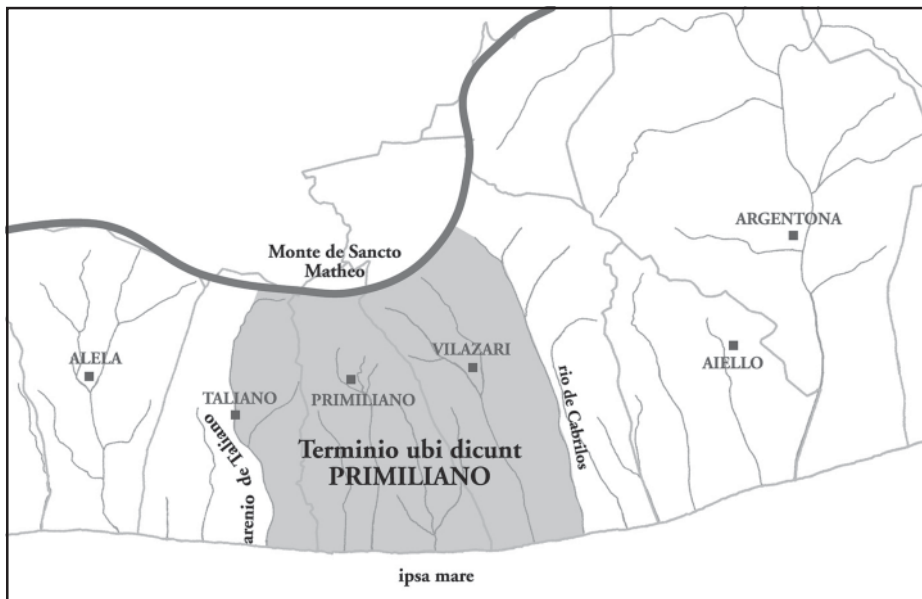 Monte de Sancto
Matheo
ARGENTONA
ALELA
VILAZARI
AIELLO
TALIANO
PRIMILIANO
rio de Cabrilos
arenio de Taliano
Terminio ubi dicunt
PRIMILIANO
ipsa mare